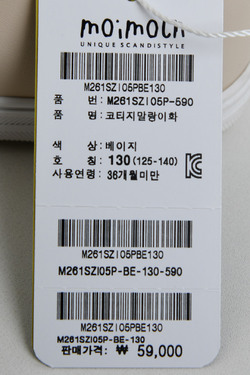 moimoln
UNIQUE SCANDISTYLE
M261SZI05PBE130
품 번: M261SZI05P-590
품 명: 코티지말랑이화
색 상: 베이지
호 칭: 130 (125-140)
사용연령: 36개월미만
M261SZI05PBE130
M261SZI05P-BE-130-590
M261SZI05PBE130
M261SZI05P-BE-130
판매가격: ₩ 59,000